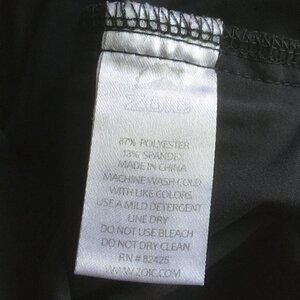 ZOIC
87% POLYESTER
13% SPANDEX
MADE IN CHINA
MACHINE WASH COLD
WITH LIKE COLORS
USE A MILD DETERGENT
LINE DRY
DO NOT USE BLEACH
DO NOT DRY CLEAN
RN # 82425
WWW.ZOIC.COM